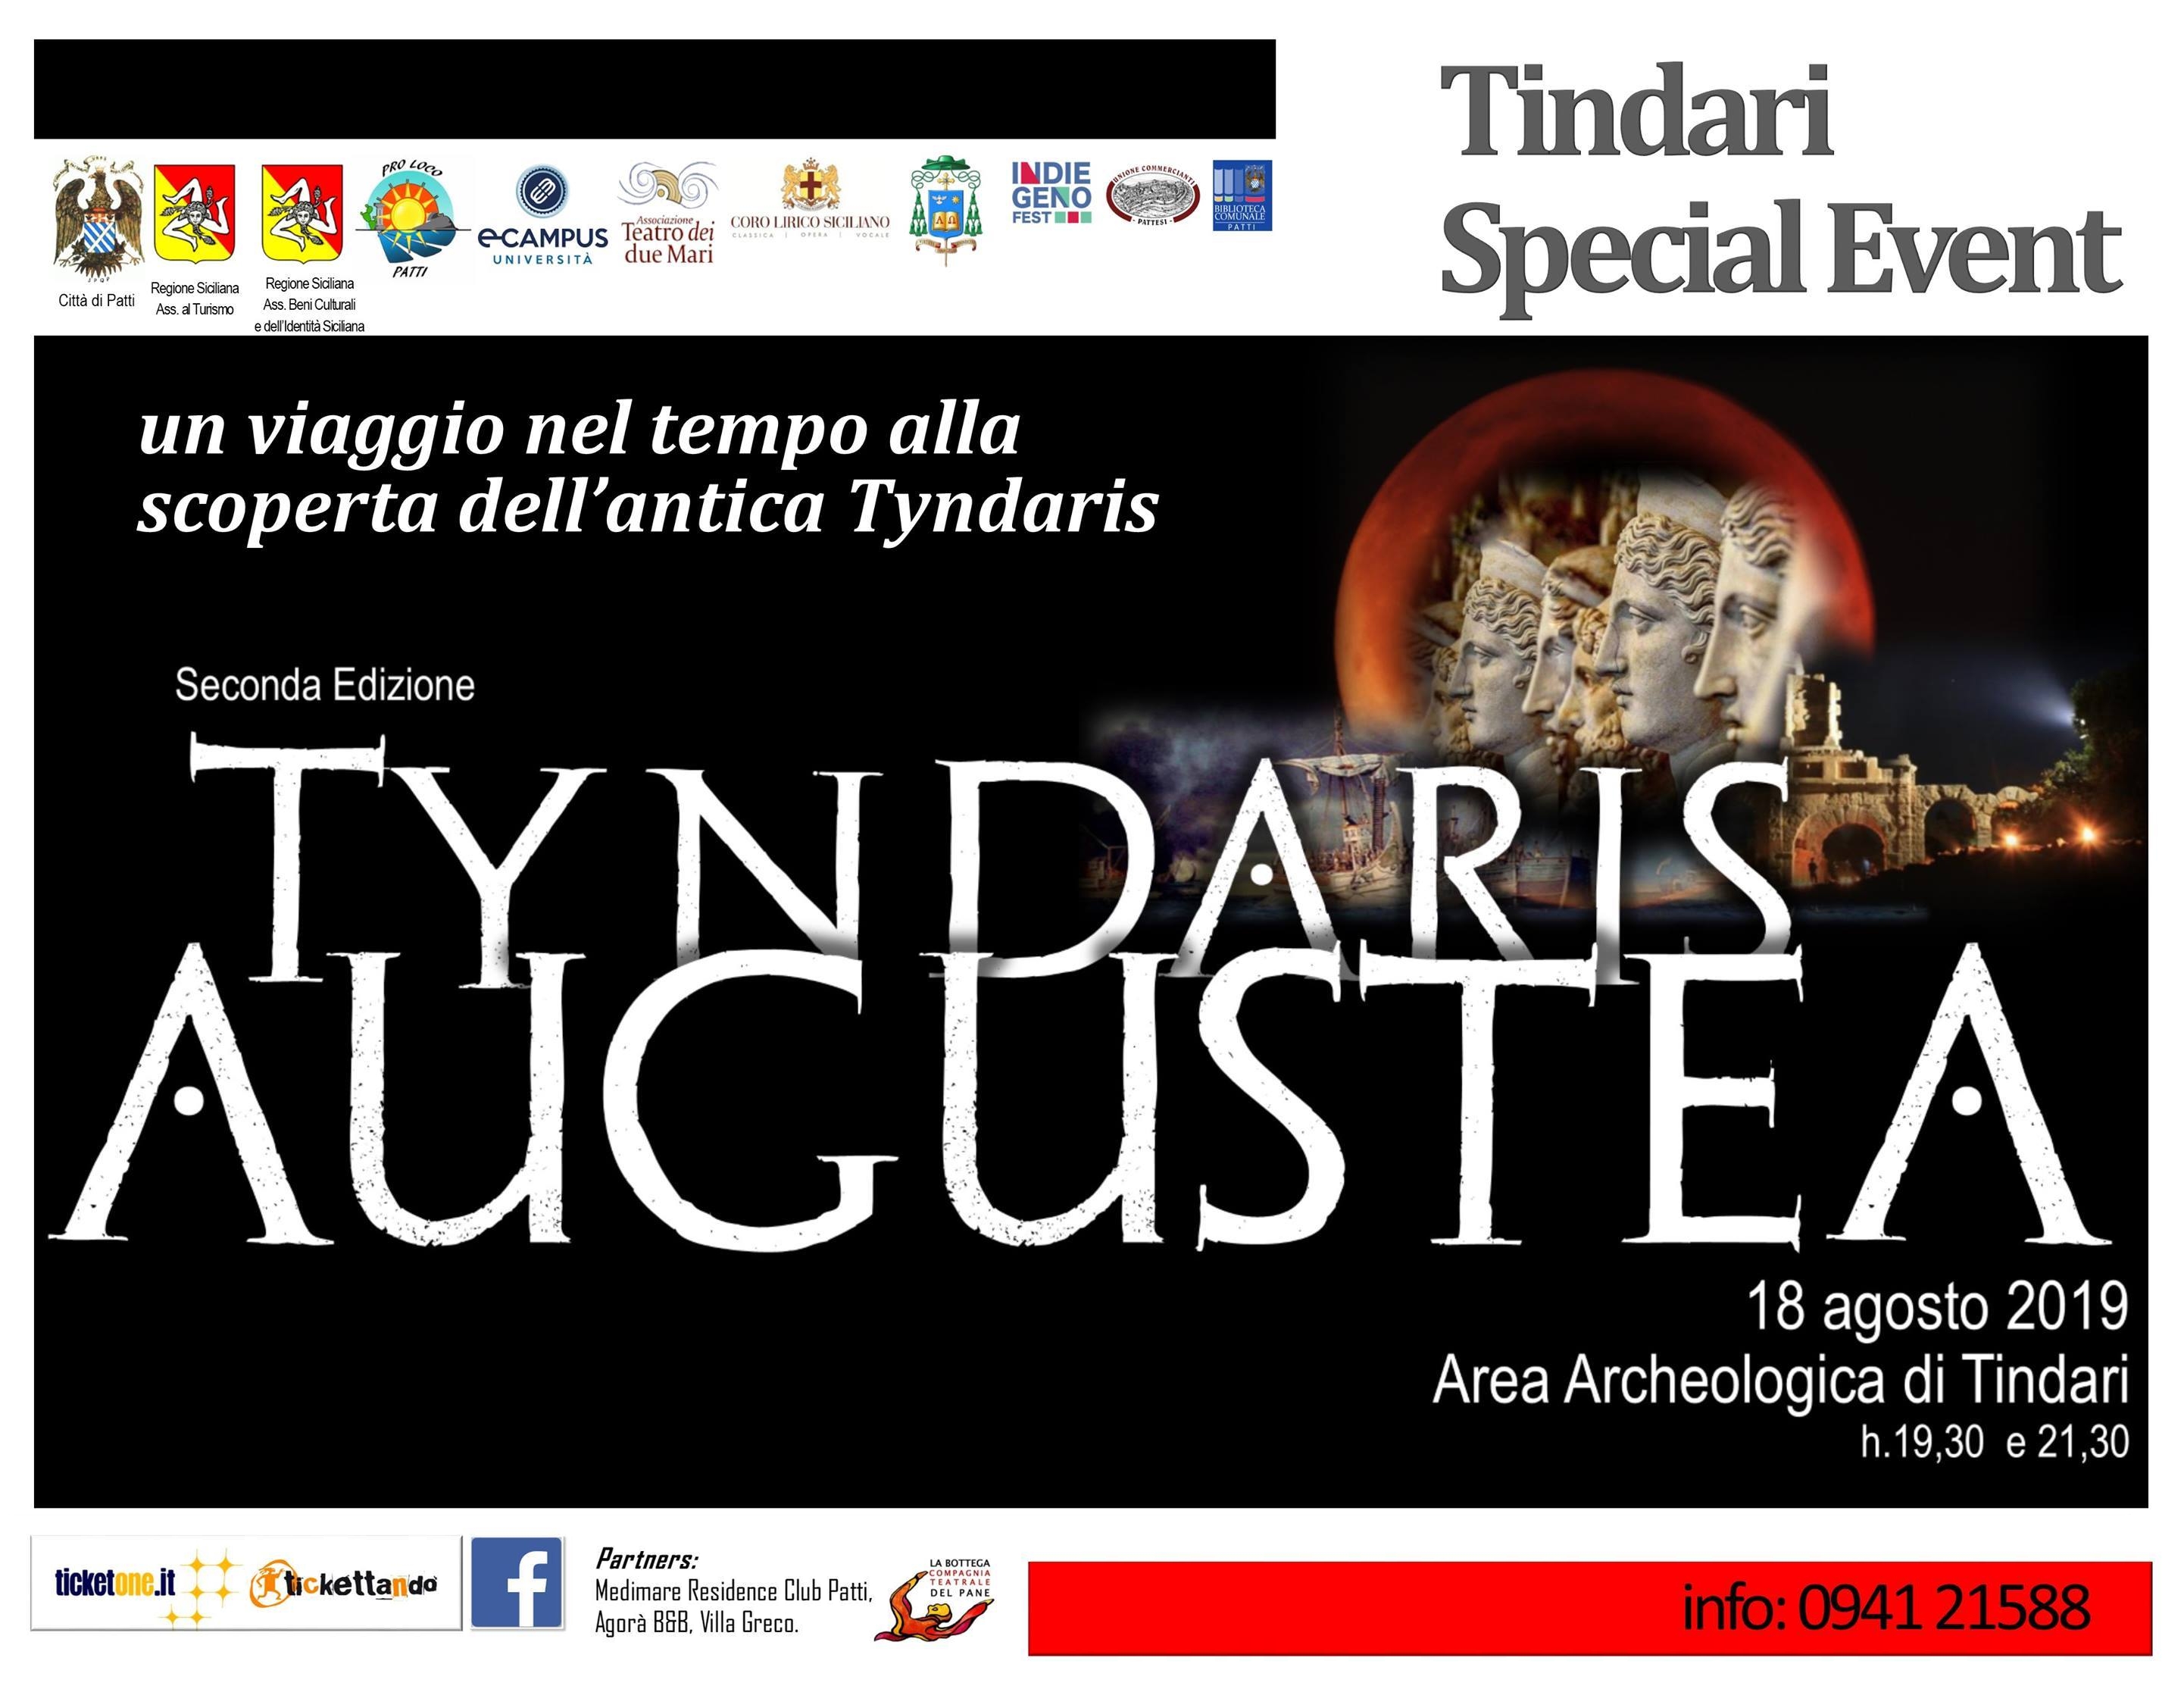 Tindari
Special Event
Città di Patti
Regione Siciliana
Ass. al Turismo
Regione Siciliana
Ass. Beni Culturali
e dell'Identità Siciliana
PRO LOCO
PATTI
e-CAMPUS
UNIVERSITÀ
Associazione
Teatro dei
due Mari
CORO LIRICO SICILIANO
CLASSICA | OPERA | VOCALE
INDIE
GENO
FEST
UNIONE COMMERCIANTI
- PATTESI -
BIBLIOTECA
COMUNALE
PATTI
un viaggio nel tempo alla
scoperta dell’antica Tyndaris
Seconda Edizione
TYNDARIS
AUGUSTEA
18 agosto 2019
Area Archeologica di Tindari
h.19,30 e 21,30
ticketone.it
tickettando
f
Partners:
Medimare Residence Club Patti,
Agorà B&B, Villa Greco.
LA BOTTEGA
COMPAGNIA
TEATRALE
DEL PANE
info: 0941 21588